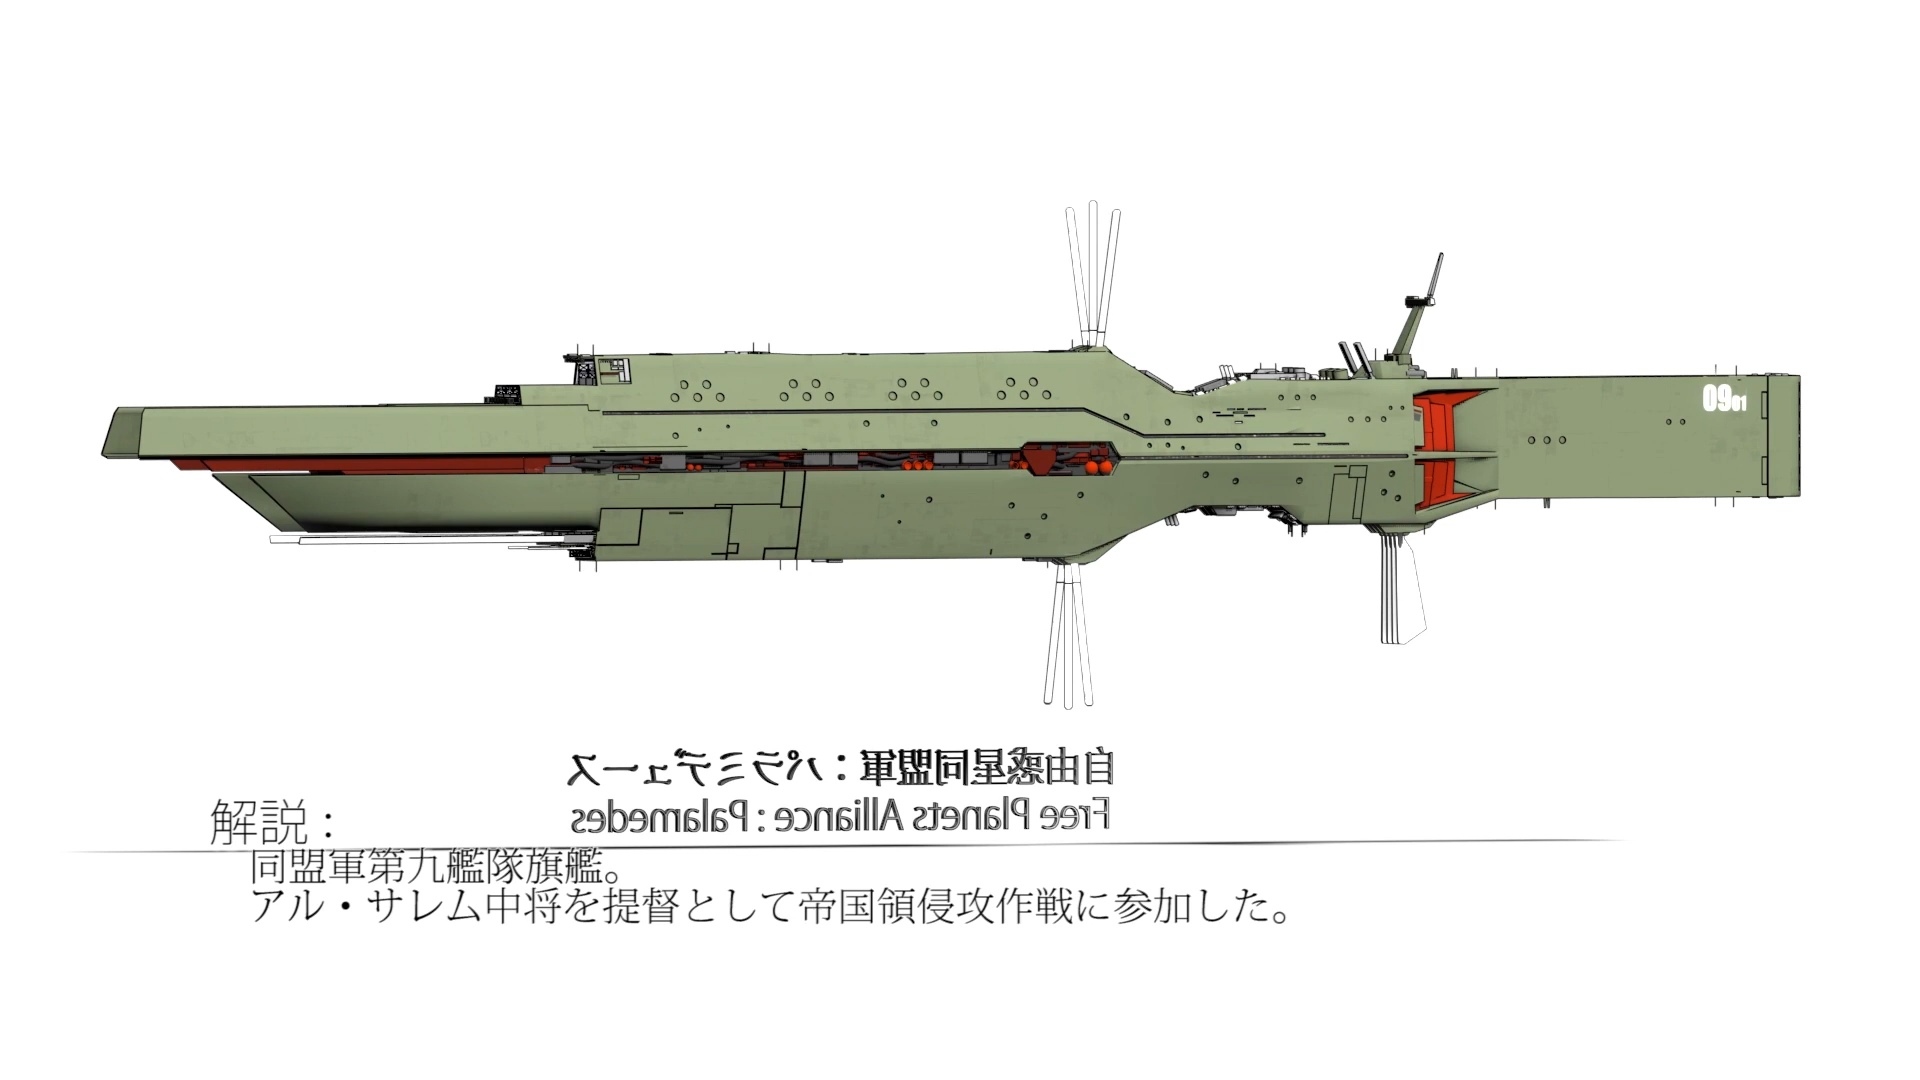 0901
自由惑星同盟軍：パラミデュース
Free Planets Alliance : Palamedes
解説：
同盟軍第九艦隊旗艦。
アル・サレム中将を提督として帝国領侵攻作戦に参加した。